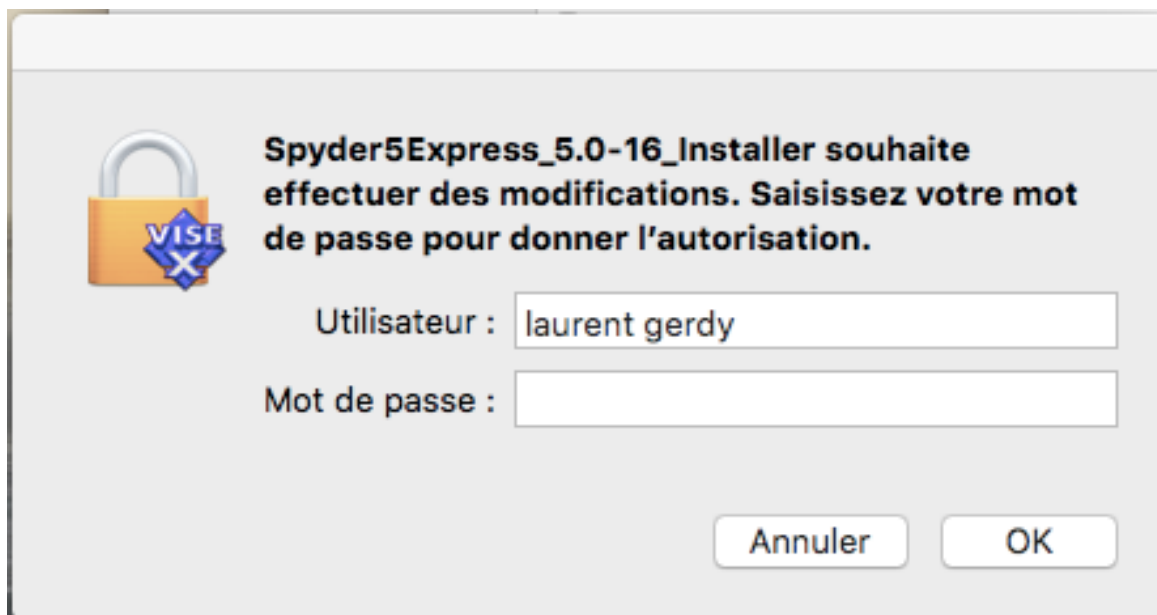 Spyder5Express_5.0-16_Installer souhaite
effectuer des modifications. Saisissez votre mot
de passe pour donner l’autorisation.
VISE
X
Utilisateur :
laurent gerdy
Mot de passe :
Annuler
OK